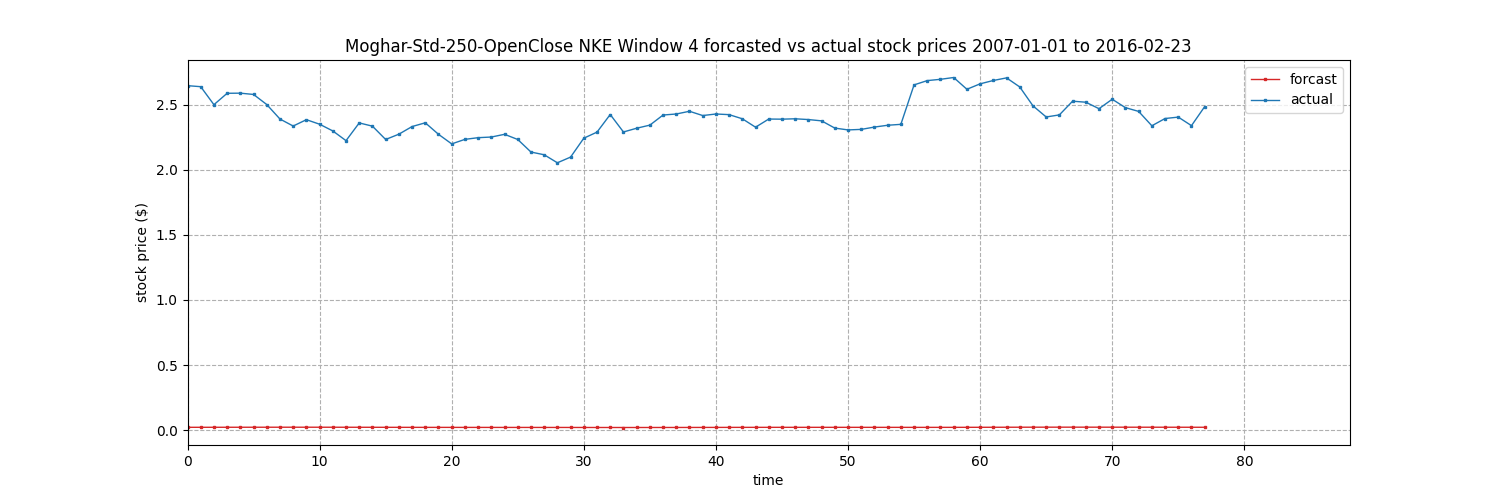 Moghar-Std-250-OpenClose NKE Window 4 forcasted vs actual stock prices 2007-01-01 to 2016-02-23
forcast
actual
stock price ($)
2.5
2.0
1.5
1.0
0.5
0.0
0 10 20 30 40 50 60 70 80
time